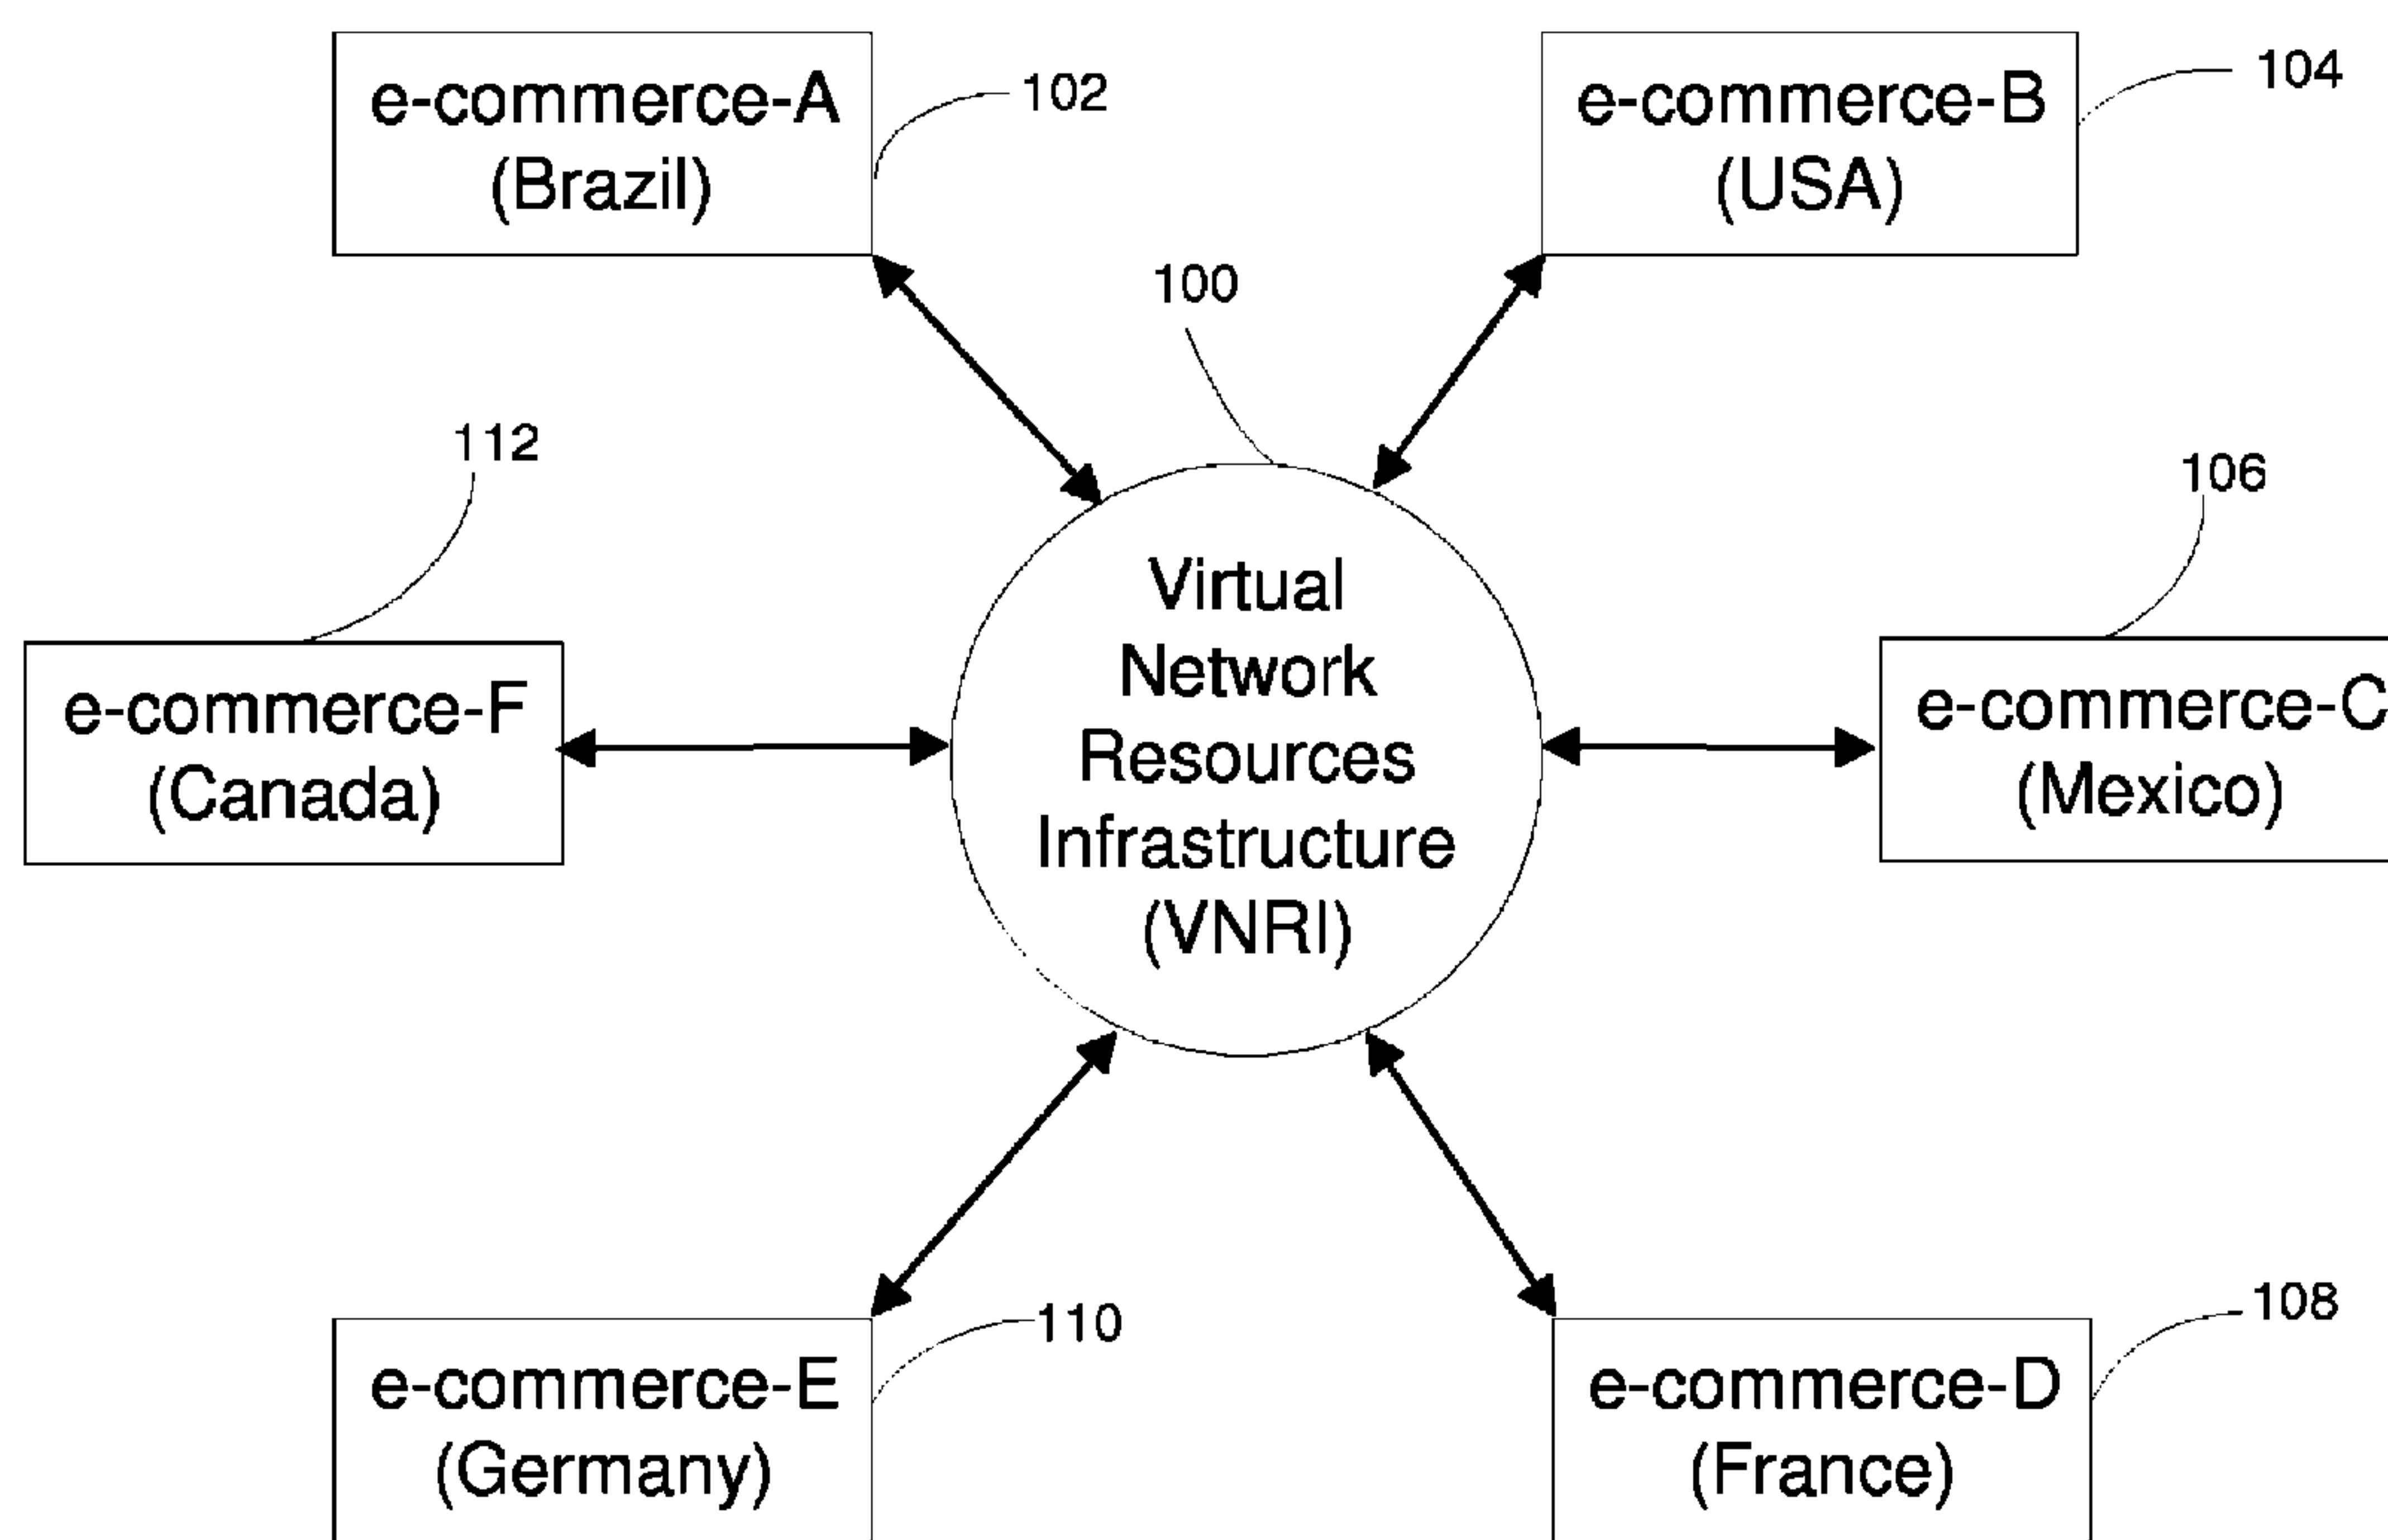 e-commerce-A
(Brazil)
102
e-commerce-B
(USA)
104
100
112
106
Virtual
Network
Resources
Infrastructure
(VNRI)
e-commerce-F
(Canada)
e-commerce-C
(Mexico)
110
108
e-commerce-E
(Germany)
e-commerce-D
(France)